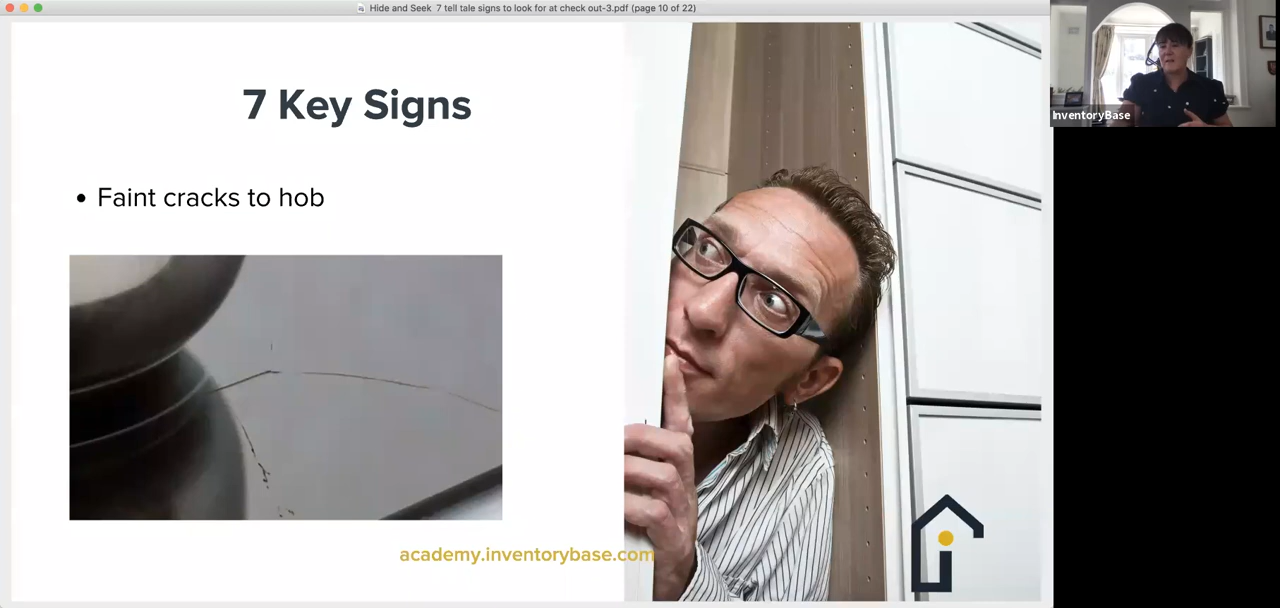 Hide and Seek 7 tell tale signs to look for at check out-3.pdf (page 10 of 22)
7 Key Signs
• Faint cracks to hob
academy.inventorybase.com
InventoryBase